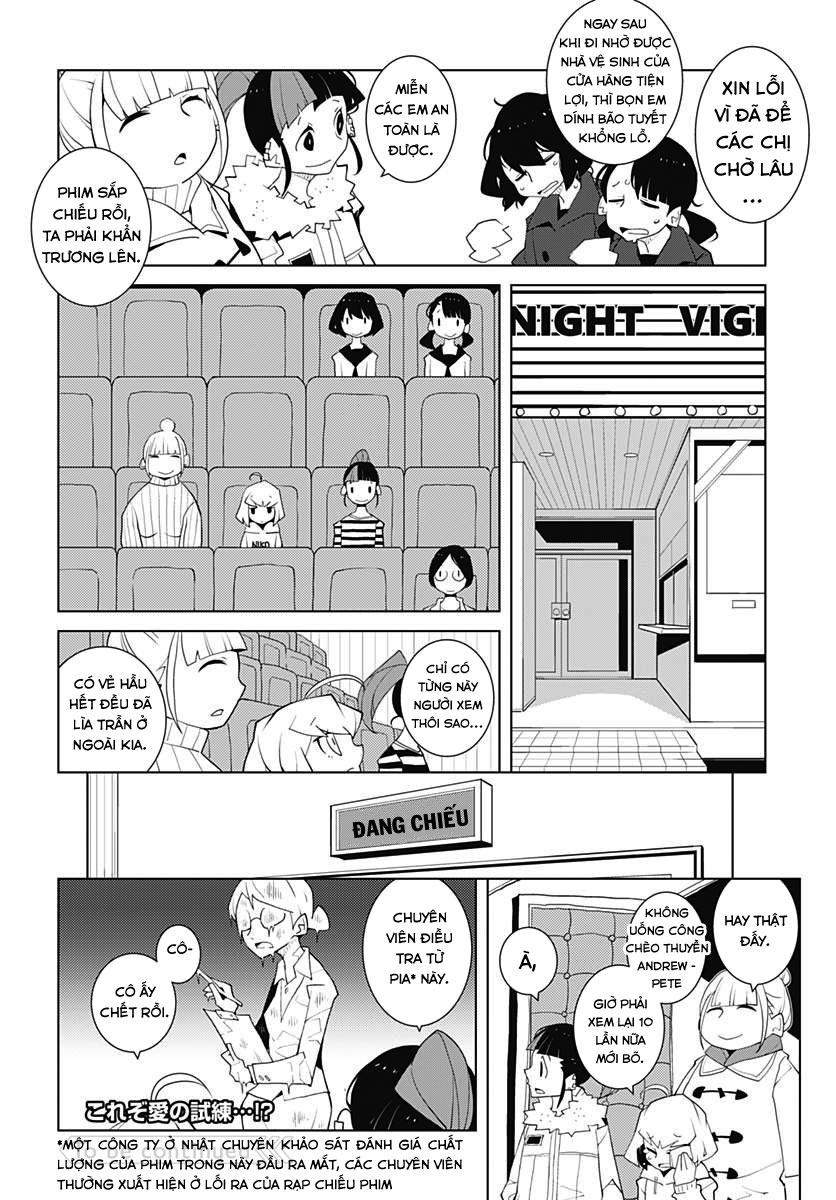 XIN LỖI
VÌ ĐÃ ĐỂ
CÁC CHỊ
CHỜ LÂU
...
NGAY SAU
KHI ĐI NHỜ ĐƯỢC
NHÀ VỆ SINH CỦA
CỬA HÀNG TIỆN
LỢI, THÌ BỌN EM
DÍNH BÃO TUYẾT
KHỔNG LỒ.
MIỄN
CÁC EM AN
TOÀN LÀ
ĐƯỢC.
PHIM SẮP
CHIẾU RỒI,
TA PHẢI KHẨN
TRƯƠNG LÊN.
NIGHT VIGI
NIKO
CHỈ CÓ
TỪNG NÀY
NGƯỜI XEM
THÔI SAO...
CÓ VẺ HẦU
HẾT ĐỀU ĐÃ
LÌA TRẦN Ở
NGOÀI KIA.
ĐANG CHIẾU
HAY THẬT
ĐẤY.
KHÔNG
UỔNG CÔNG
CHÈO THUYỀN
ANDREW -
PETE
GIỜ PHẢI
XEM LẠI 10
LẦN NỮA
MỚI BÕ.
À,
CHUYÊN
VIÊN ĐIỀU
TRA TỪ
PIA* NÀY.
CÔ-
CÔ ẤY
CHẾT RỒI.
これぞ愛の試練…!?
to be continued
*MỘT CÔNG TY Ở NHẬT CHUYÊN KHẢO SÁT ĐÁNH GIÁ CHẤT
LƯỢNG CỦA PHIM TRONG NÀY ĐẦU RA MẮT, CÁC CHUYÊN VIÊN
THƯỜNG XUẤT HIỆN Ở LỐI RA CỦA RẠP CHIẾU PHIM